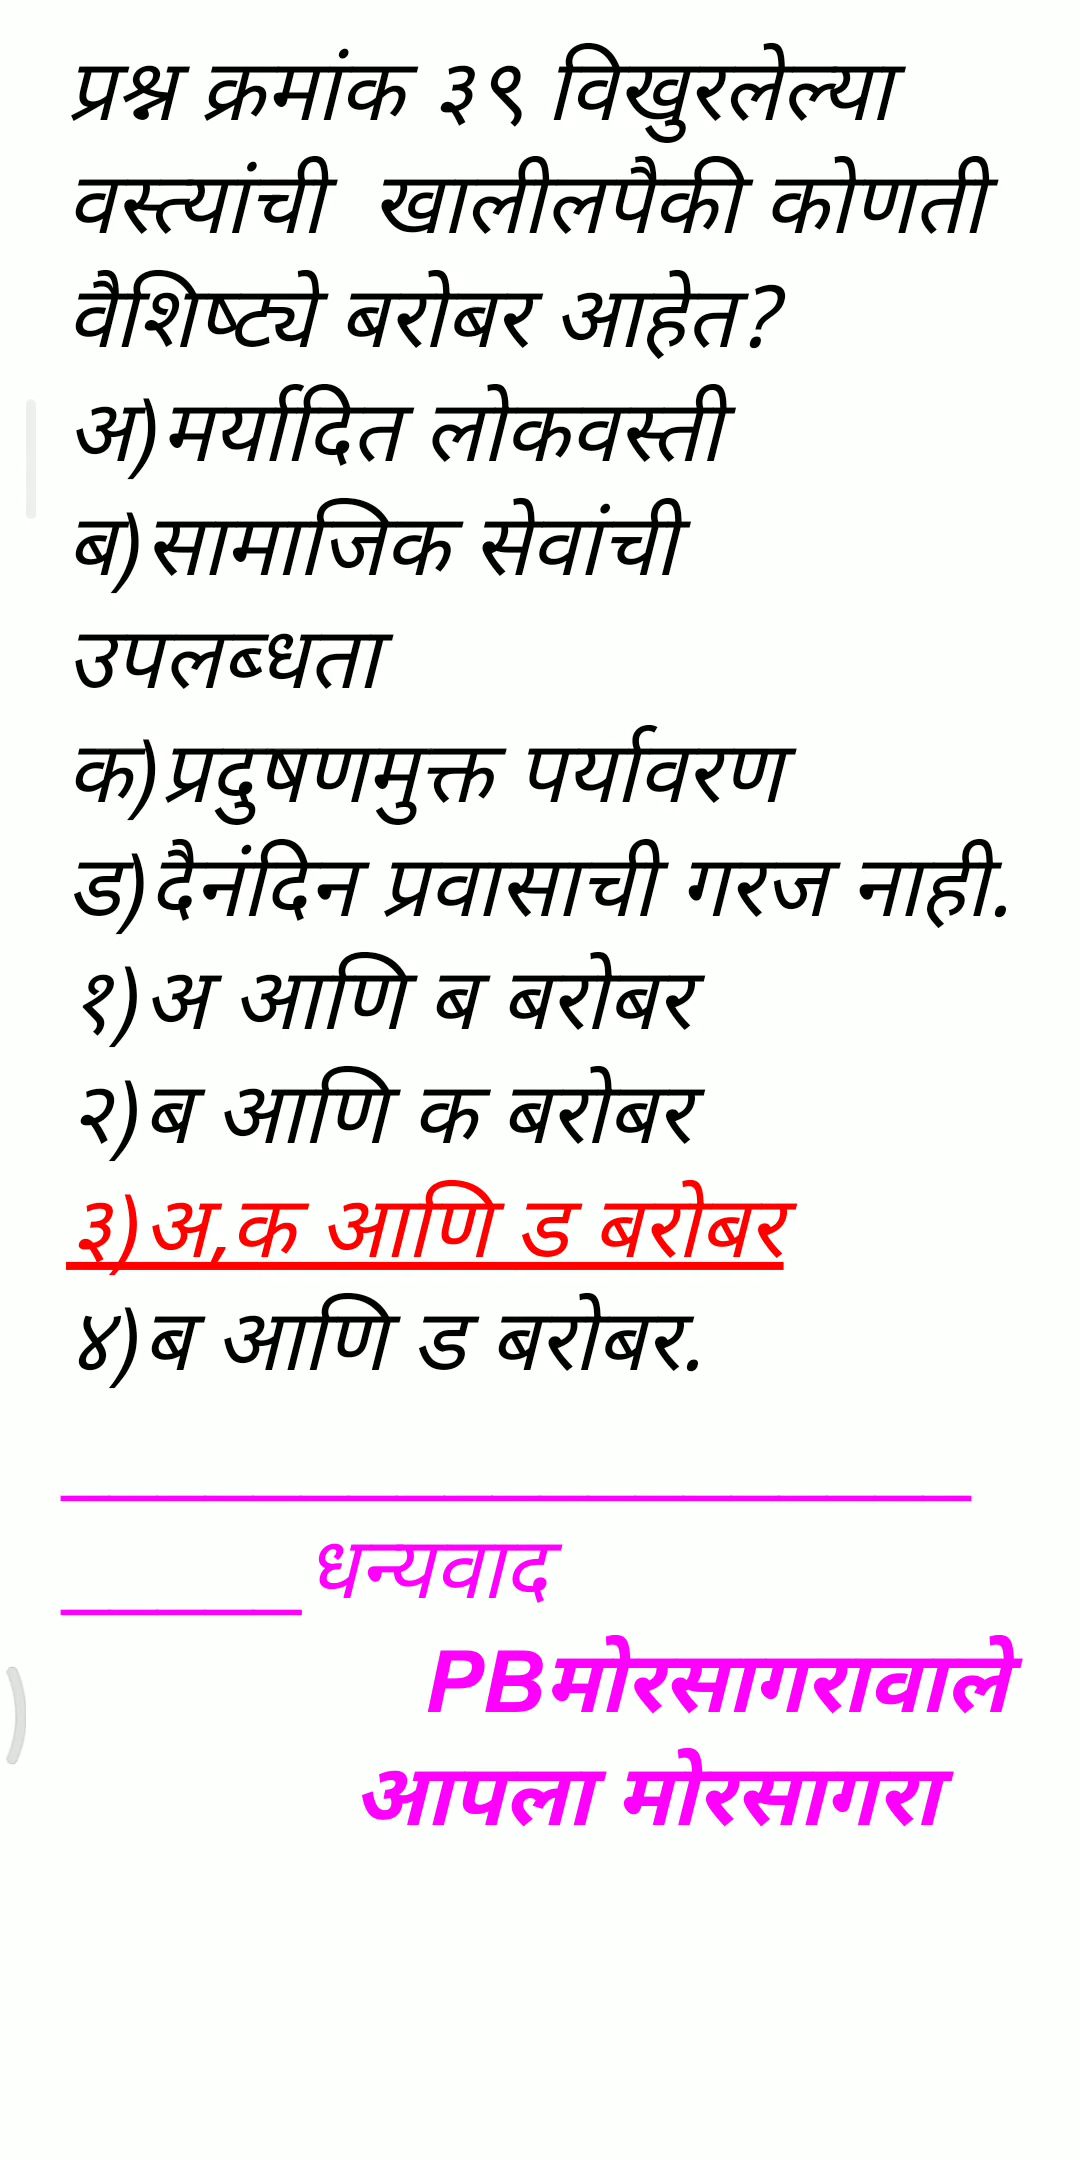 प्रश्न क्रमांक ३९ विखुरलेल्या
वस्त्यांची  खालीलपैकी कोणती
वैशिष्ट्ये बरोबर आहेत?
अ)मर्यादित लोकवस्ती
ब)सामाजिक सेवांची
उपलब्धता
क)प्रदुषणमुक्त पर्यावरण
ड)दैनंदिन प्रवासाची गरज नाही.
१)अ आणि ब बरोबर
२)ब आणि क बरोबर
३)अ,क आणि ड बरोबर
४)ब आणि ड बरोबर.
___________________
_____धन्यवाद
PBमोरसागरावाले
आपला मोरसागरा